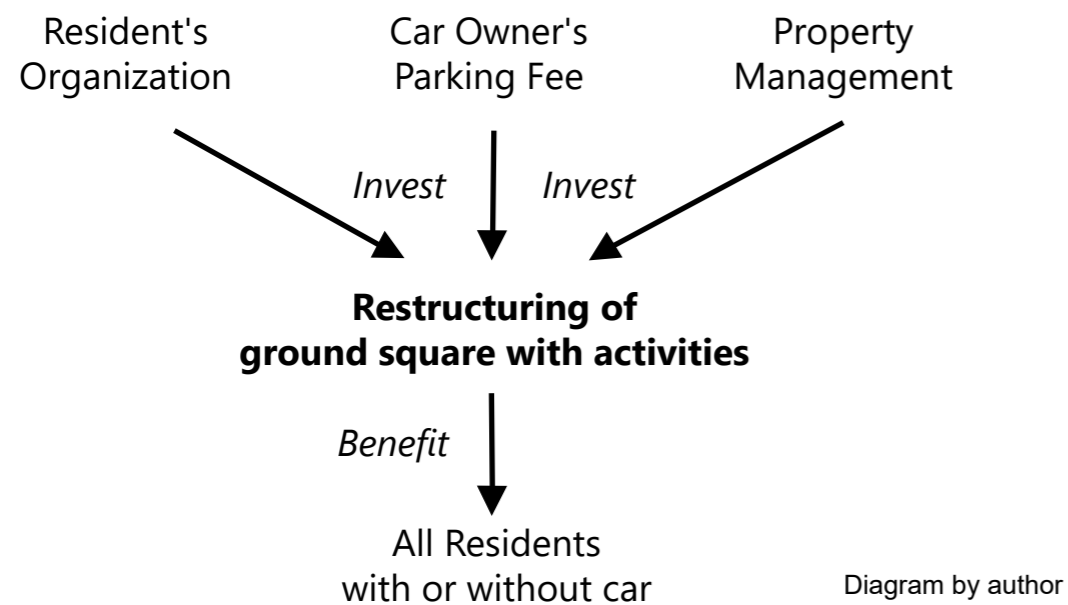 Resident's
Organization
Car Owner's
Parking Fee
Property
Management
Invest
Invest
Restructuring of
ground square with activities
Benefit
All Residents
with or without car
Diagram by author